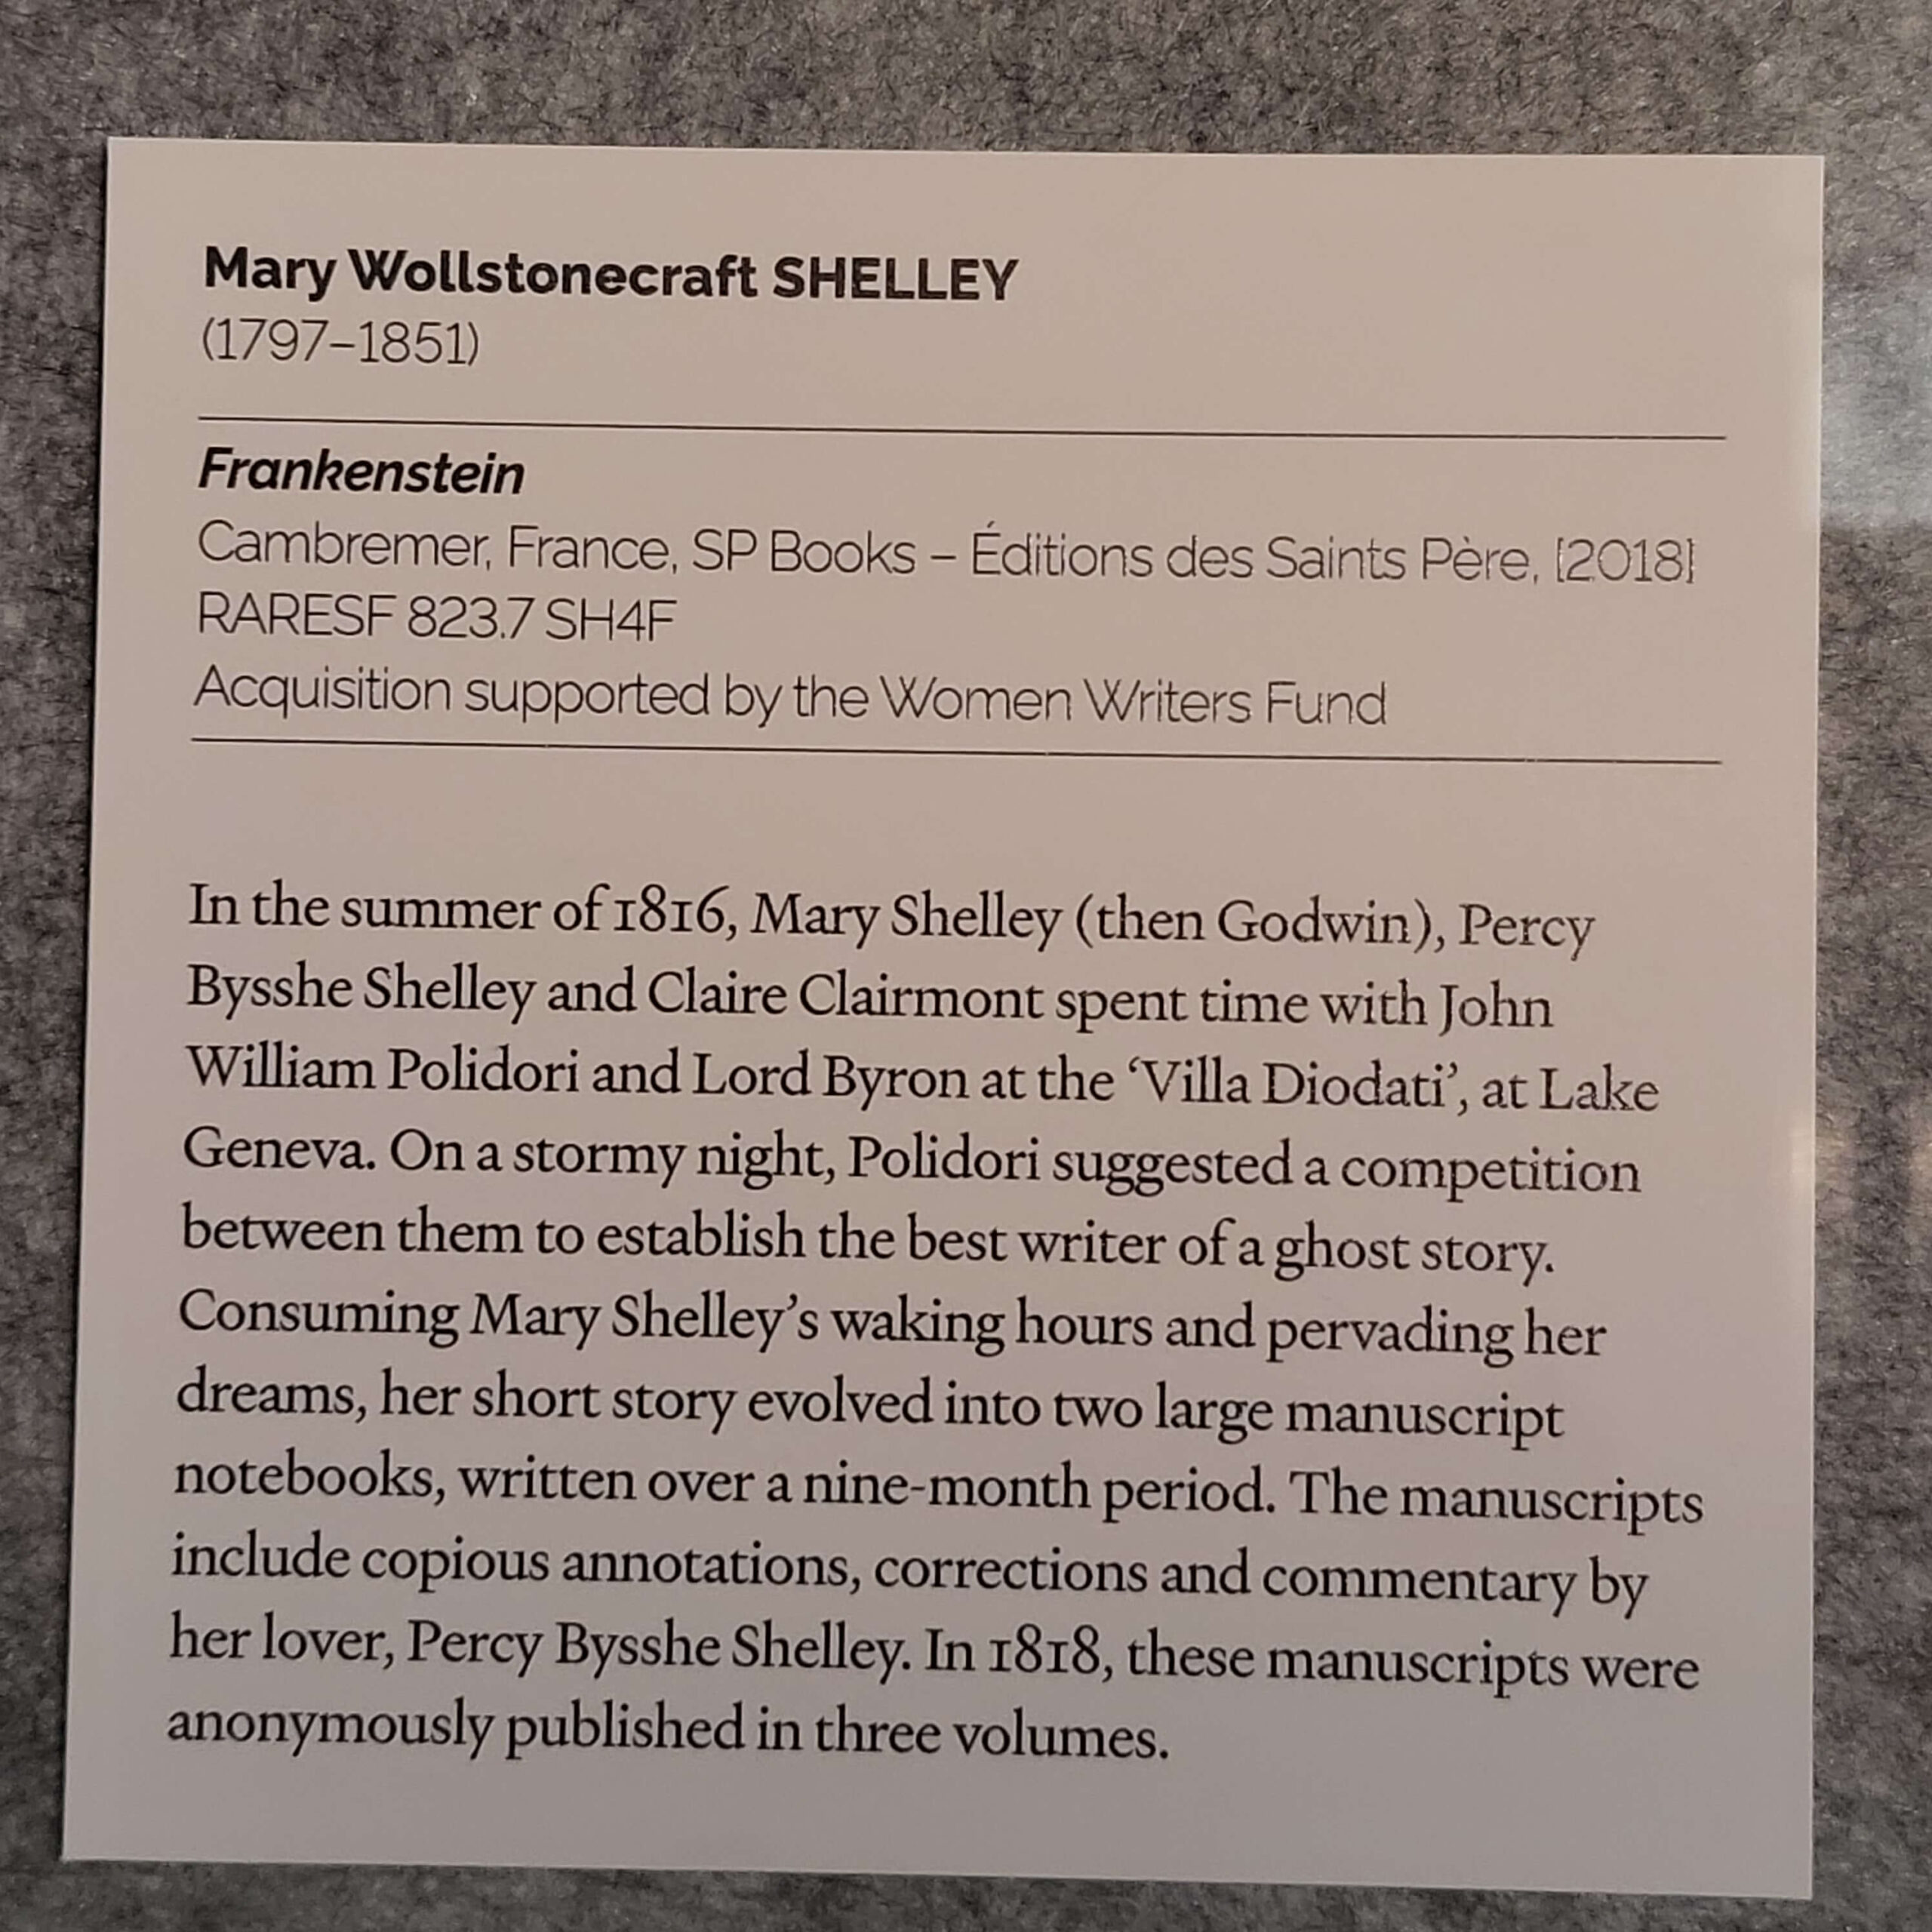 Mary Wollstonecraft SHELLEY
(1797–1851)
Frankenstein
Cambremer, France, SP Books – Éditions des Saints Père, [2018]
RARESF 823.7 SH4F
Acquisition supported by the Women Writers Fund
In the summer of 1816, Mary Shelley (then Godwin), Percy
Bysshe Shelley and Claire Clairmont spent time with John
William Polidori and Lord Byron at the ‘Villa Diodati’, at Lake
Geneva. On a stormy night, Polidori suggested a competition
between them to establish the best writer of a ghost story.
Consuming Mary Shelley’s waking hours and pervading her
dreams, her short story evolved into two large manuscript
notebooks, written over a nine-month period. The manuscripts
include copious annotations, corrections and commentary by
her lover, Percy Bysshe Shelley. In 1818, these manuscripts were
anonymously published in three volumes.